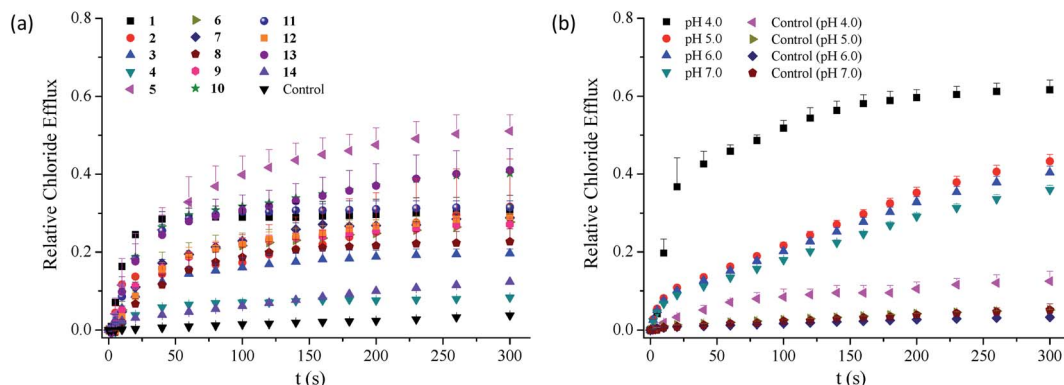 (a)
Relative Chloride Efflux
0.8
0.6
0.4
0.2
0.0
1 6 11
2 7 12
3 8 13
4 9 14
5 10 Control
0 50 100 150 200 250 300
t (s)
(b)
Relative Chloride Efflux
0.8
0.6
0.4
0.2
0.0
pH 4.0 Control (pH 4.0)
pH 5.0 Control (pH 5.0)
pH 6.0 Control (pH 6.0)
pH 7.0 Control (pH 7.0)
0 50 100 150 200 250 300
t (s)